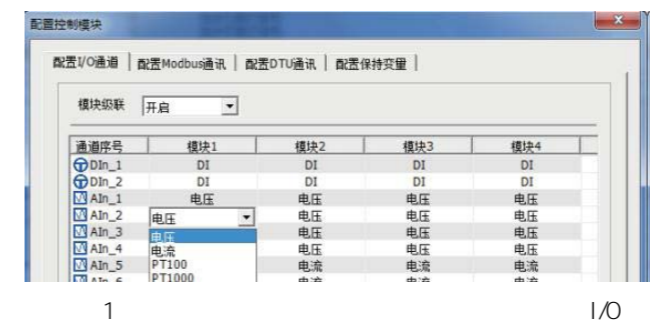 配置控制模块
配置I/O通道 配置Modbus通讯 配置DTU通讯 配置保持变量
模块级联 开启
通道序号 模块1 模块2 模块3 模块4
DIn_1 DI DI DI DI
DIn_2 DI DI DI DI
AIn_1 电压 电压 电压 电压
AIn_2 电压 电压 电压 电压
AIn_3 电压 电压 电压 电压
AIn_4 电流 电压 电压 电压
AIn_5 PT100 电流 电流 电流
AIn_6 PT1000 电流 电流 电流
1 I/O